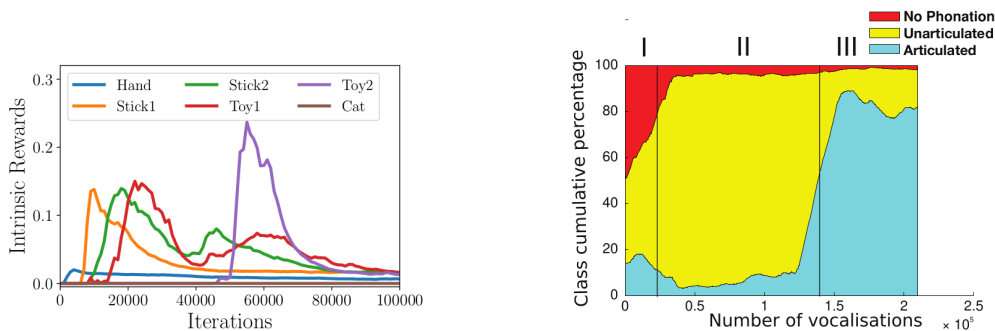 0.3
0.2
0.1
0.0
Intrinsic Rewards
Hand Stick2 Toy2
Stick1 Toy1 Cat
0 20000 40000 60000 80000 100000
Iterations
No Phonation
Unarticulated
Articulated
I II III
100
80
60
40
20
0
Class cumulative percentage
0 0.5 1 1.5 2 2.5
× 10⁵
Number of vocalisations